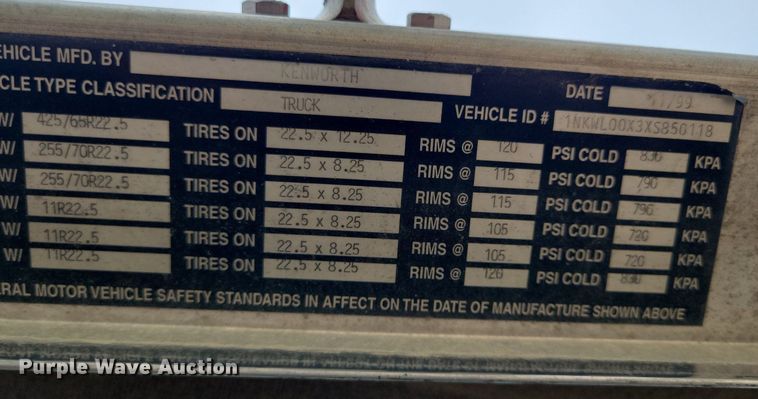 EHICLE MFD. BY KENWORTH DATE 11/99
CLE TYPE CLASSIFICATION TRUCK VEHICLE ID # 1NKWL00X3XS850118
W/ 425/65R22.5 TIRES ON 22.5 x 12.25 RIMS @ 120 PSI COLD 830 KPA
W/ 255/70R22.5 TIRES ON 22.5 x 8.25 RIMS @ 115 PSI COLD 790 KPA
W/ 255/70R22.5 TIRES ON 22.5 x 8.25 RIMS @ 115 PSI COLD 790 KPA
W/ 11R22.5 TIRES ON 22.5 x 8.25 RIMS @ 105 PSI COLD 720 KPA
W/ 11R22.5 TIRES ON 22.5 x 8.25 RIMS @ 105 PSI COLD 720 KPA
W/ 11R22.5 TIRES ON 22.5 x 8.25 RIMS @ 120 PSI COLD 830 KPA
ERAL MOTOR VEHICLE SAFETY STANDARDS IN AFFECT ON THE DATE OF MANUFACTURE SHOWN ABOVE
Purple Wave Auction